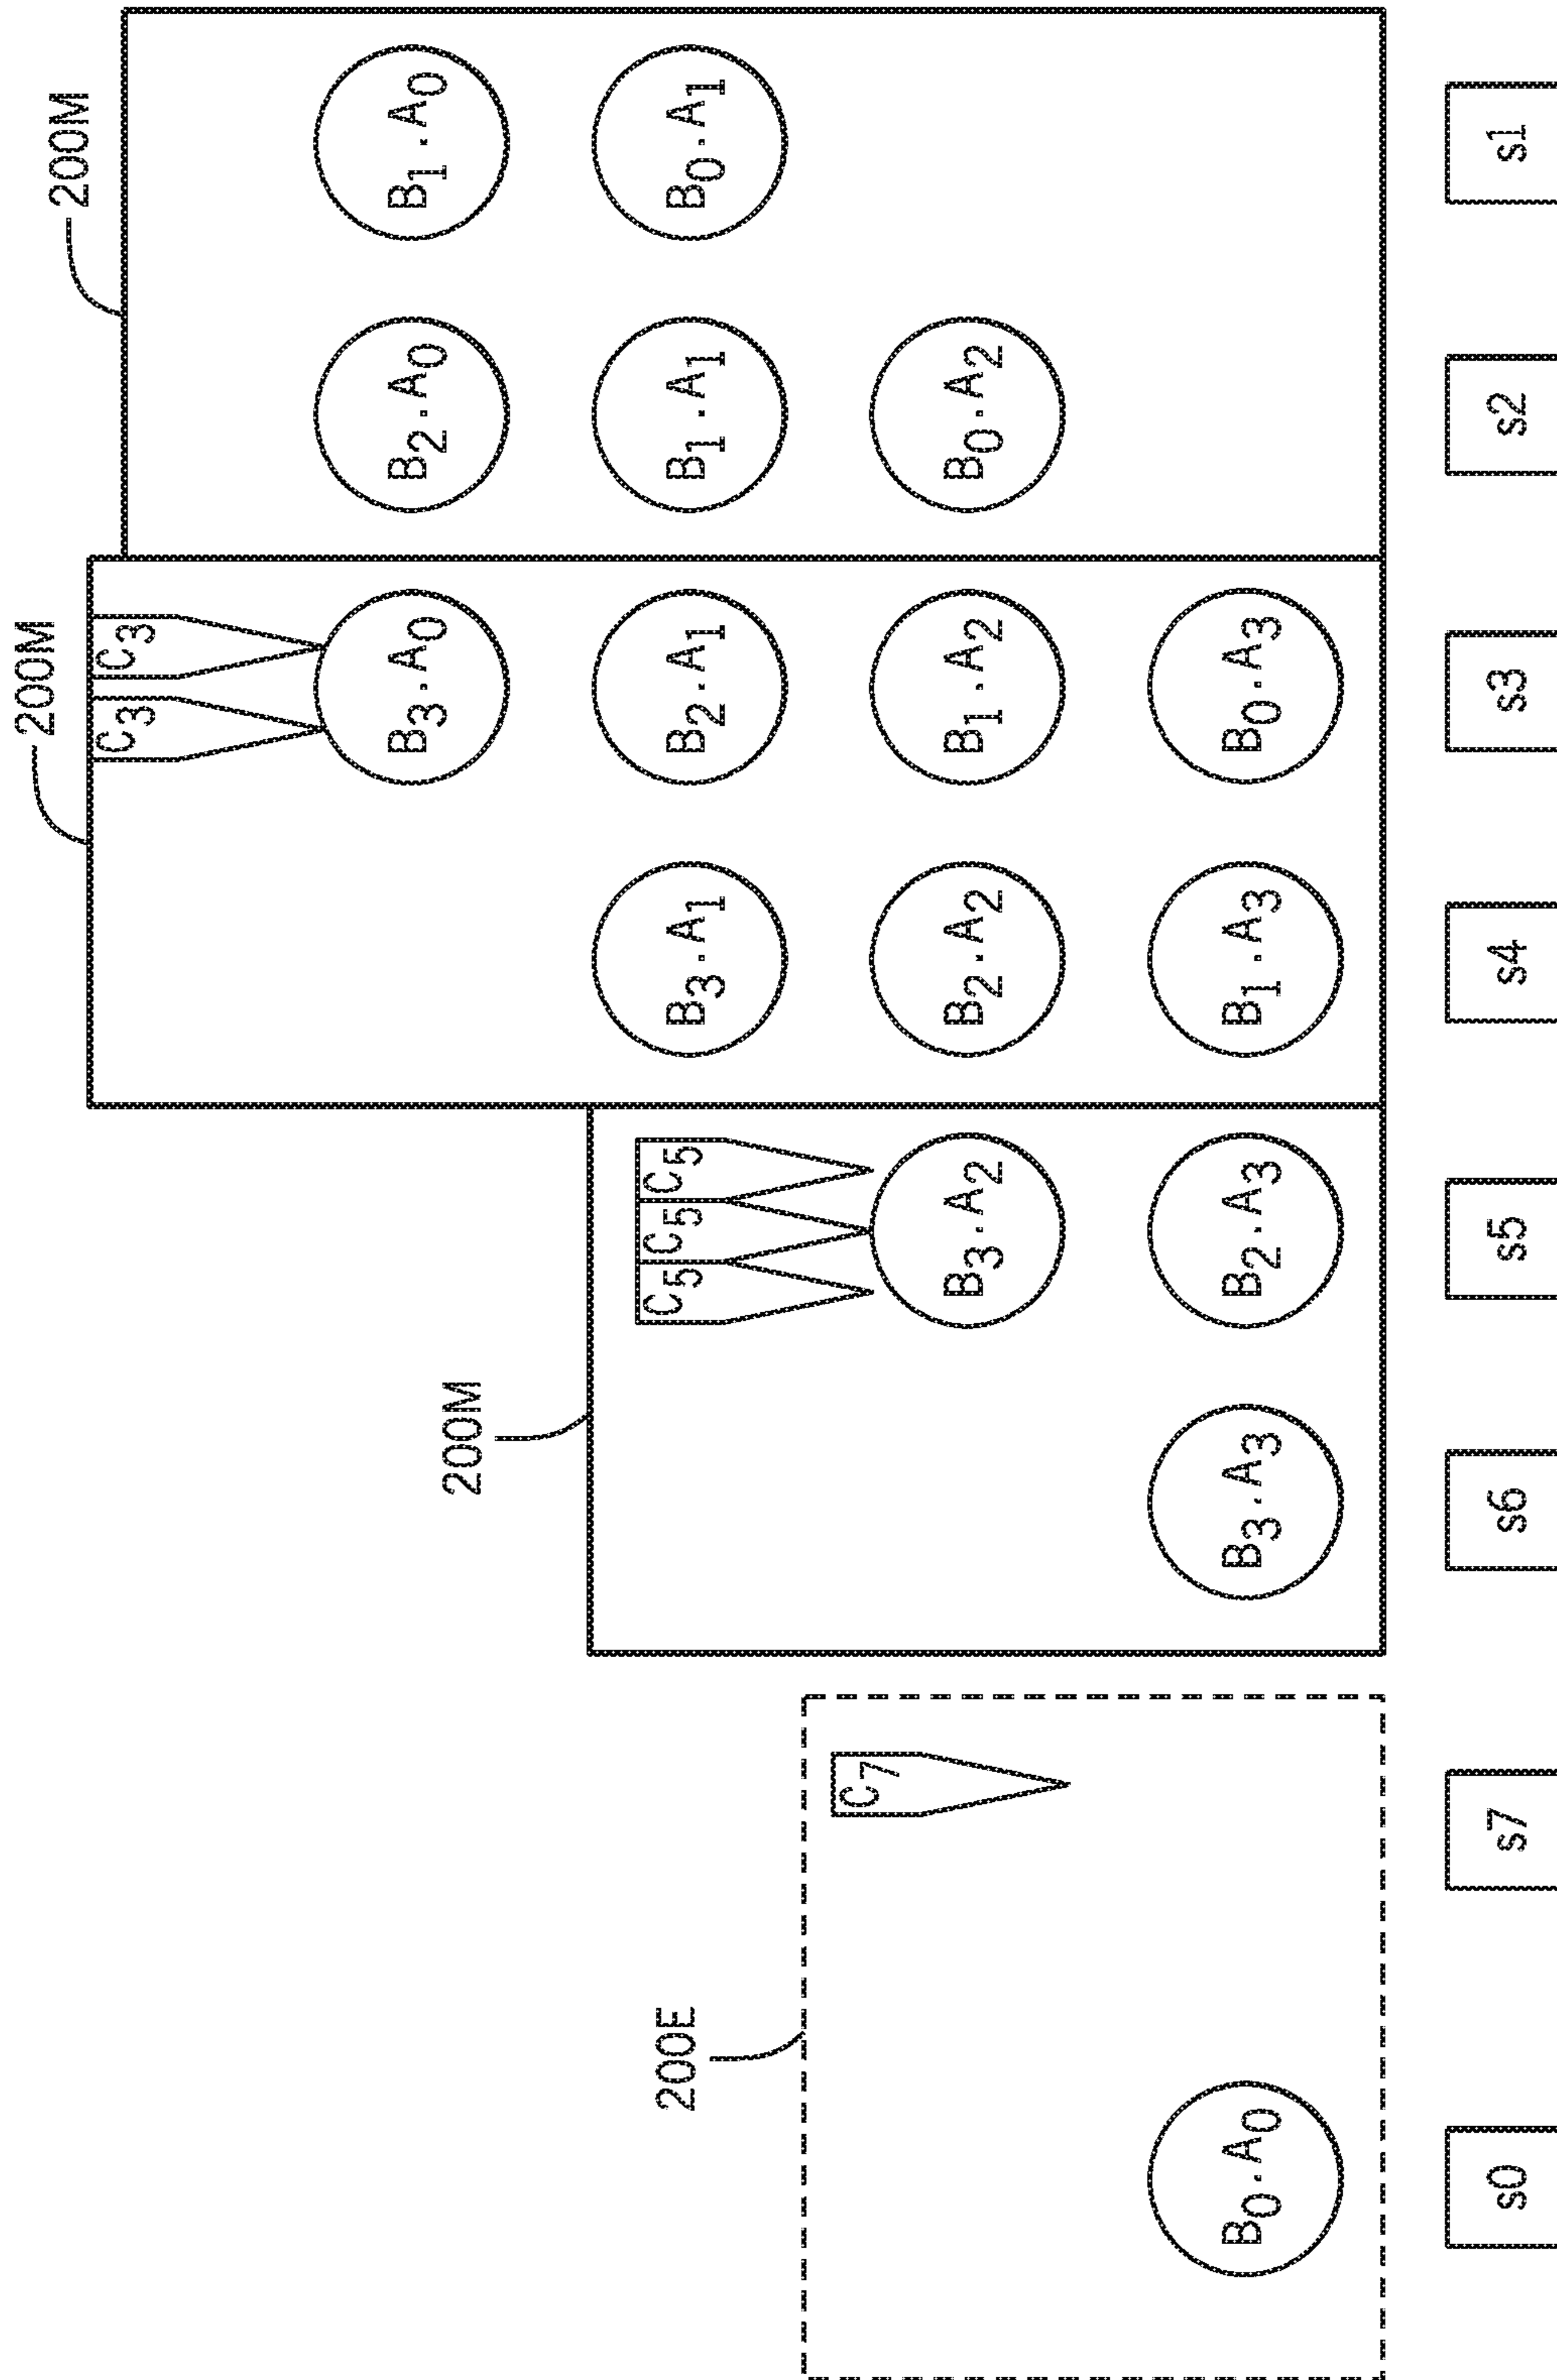 200M
200M
C₃ C₃
B₃·A₀ B₂·A₀ B₁·A₀
200M
200E
C₅ C₅ C₅
B₃·A₁ B₂·A₁ B₁·A₁ B₀·A₁
C₇
B₃·A₂ B₂·A₂ B₁·A₂ B₀·A₂
B₀·A₀ B₃·A₃ B₂·A₃ B₁·A₃ B₀·A₃
s0 s7 s6 s5 s4 s3 s2 s1